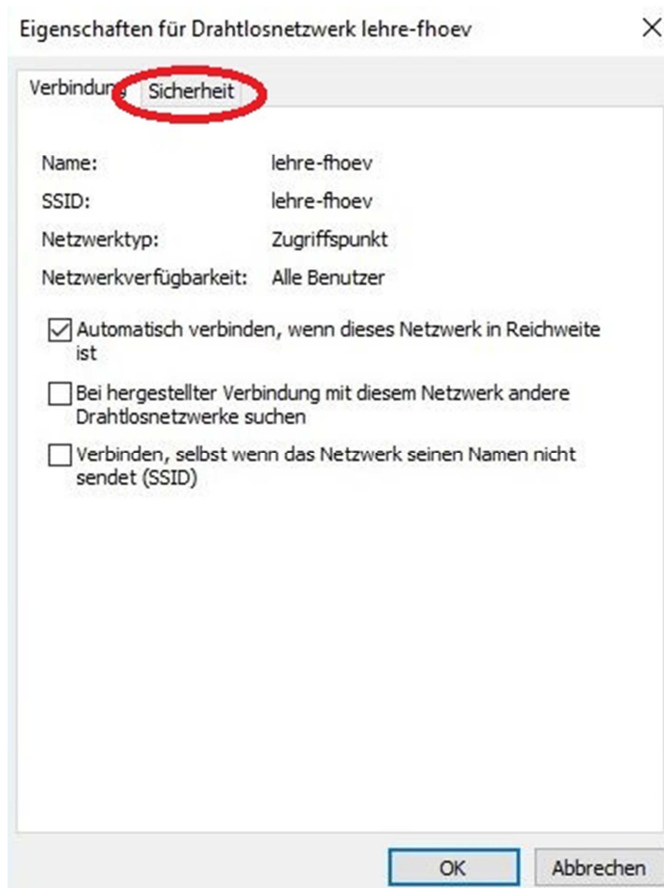 Eigenschaften für Drahtlosnetzwerk lehre-fhoev
Verbindung Sicherheit
Name: lehre-fhoev
SSID: lehre-fhoev
Netzwerktyp: Zugriffspunkt
Netzwerkverfügbarkeit: Alle Benutzer
Automatisch verbinden, wenn dieses Netzwerk in Reichweite
ist
Bei hergestellter Verbindung mit diesem Netzwerk andere
Drahtlosnetzwerke suchen
Verbinden, selbst wenn das Netzwerk seinen Namen nicht
sendet (SSID)
OK Abbrechen